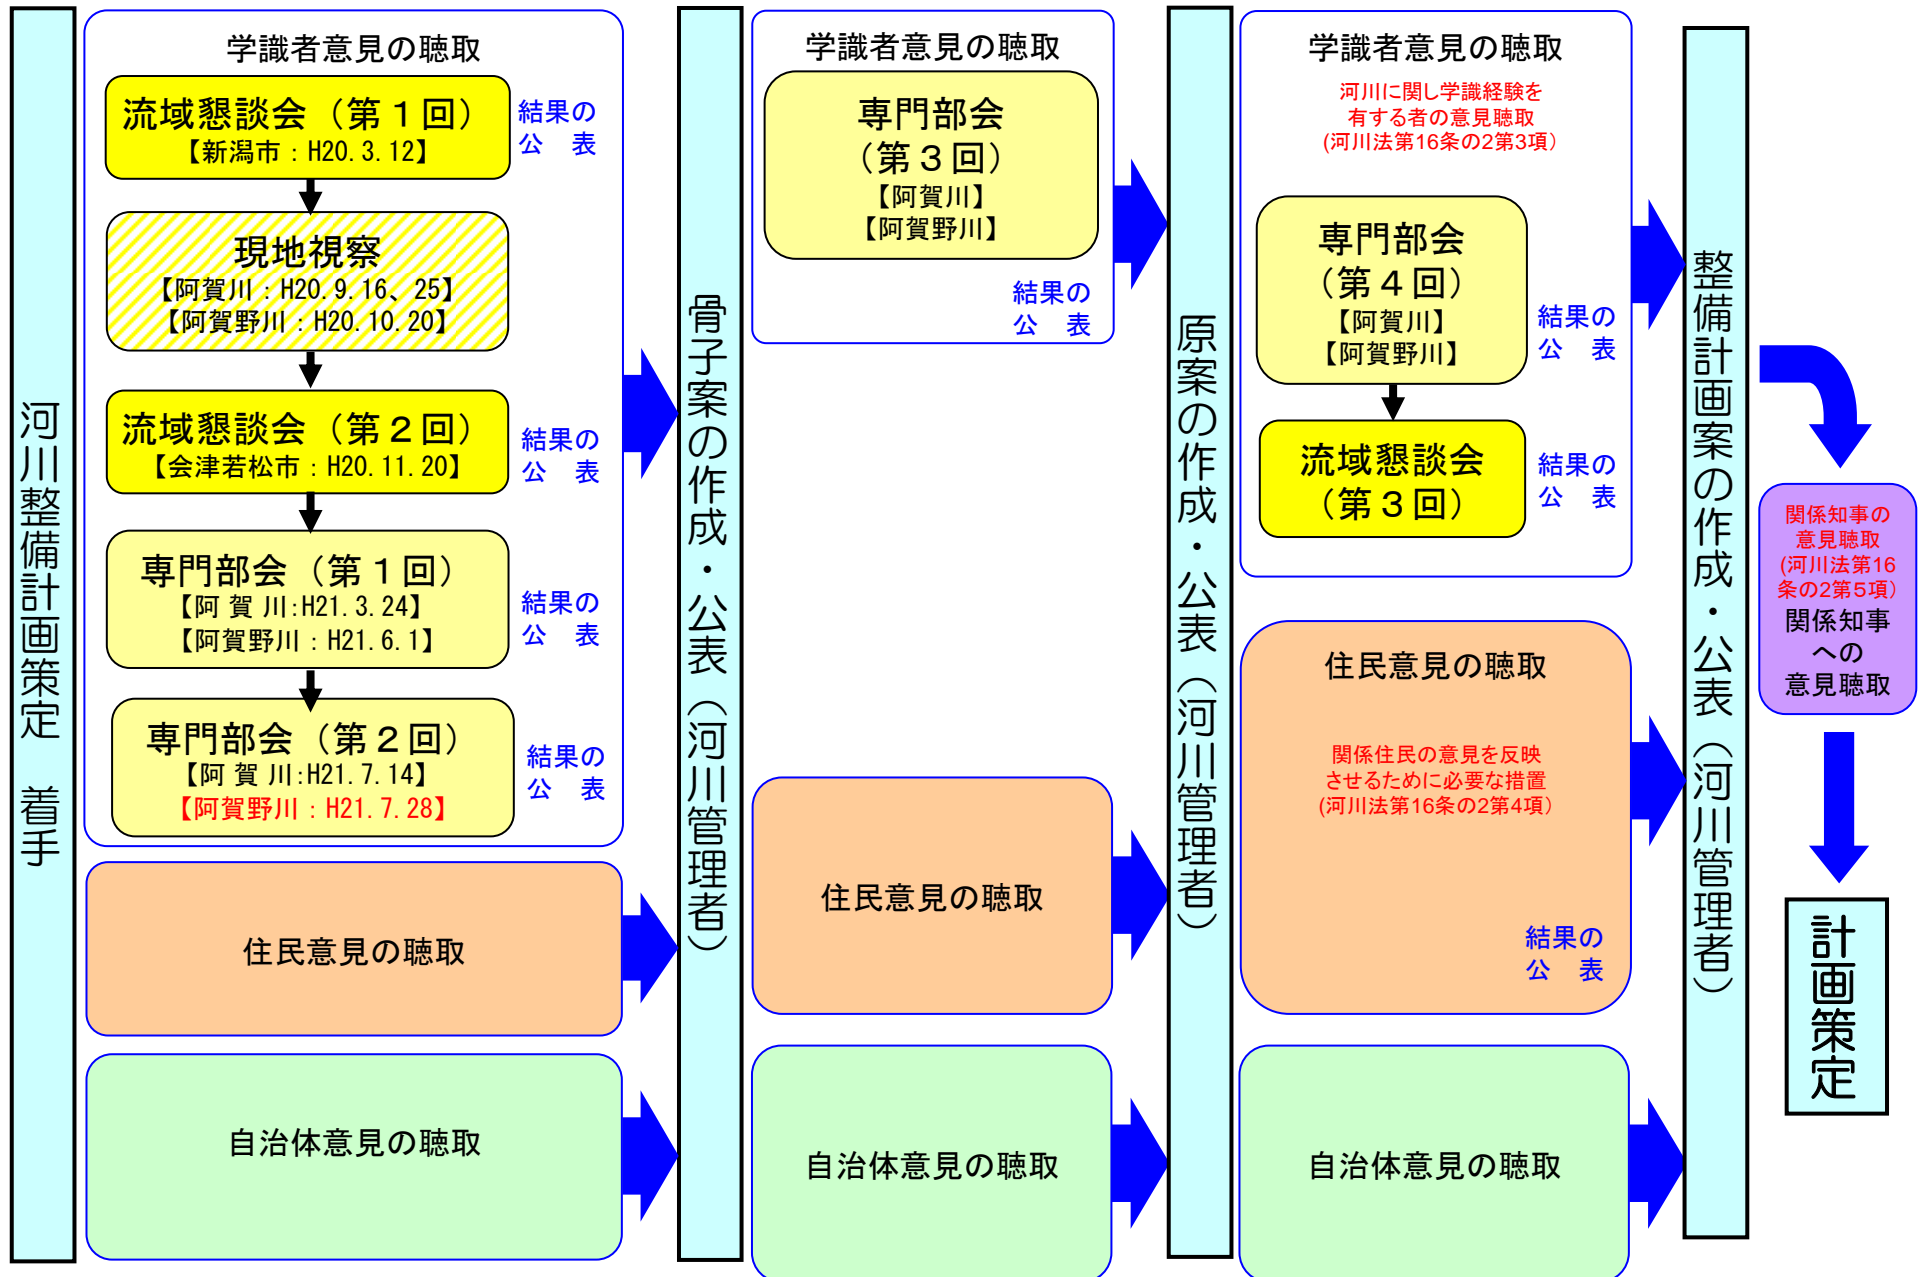 河川整備計画策定　着手
学識者意見の聴取
流域懇談会（第１回）
【新潟市：H20.3.12】
結果の
公　表
現地視察
【阿賀川：H20.9.16、25】
【阿賀野川：H20.10.20】
流域懇談会（第２回）
【会津若松市：H20.11.20】
結果の
公　表
専門部会（第１回）
【阿 賀 川：H21.3.24】
【阿賀野川：H21.6.1】
結果の
公　表
専門部会（第２回）
【阿 賀 川：H21.7.14】
【阿賀野川：H21.7.28】
結果の
公　表
住民意見の聴取
自治体意見の聴取
骨子案の作成・公表（河川管理者）
学識者意見の聴取
専門部会
（第３回）
【阿賀川】
【阿賀野川】
結果の
公　表
住民意見の聴取
自治体意見の聴取
原案の作成・公表（河川管理者）
学識者意見の聴取
河川に関し学識経験を
有する者の意見聴取
(河川法第16条の2第3項）
専門部会
（第４回）
【阿賀川】
【阿賀野川】
結果の
公　表
流域懇談会
（第３回）
結果の
公　表
住民意見の聴取
関係住民の意見を反映
させるために必要な措置
(河川法第16条の2第4項）
結果の
公　表
自治体意見の聴取
整備計画案の作成・公表（河川管理者）
関係知事の
意見聴取
(河川法第16
条の2第5項）
関係知事
への
意見聴取
計画策定